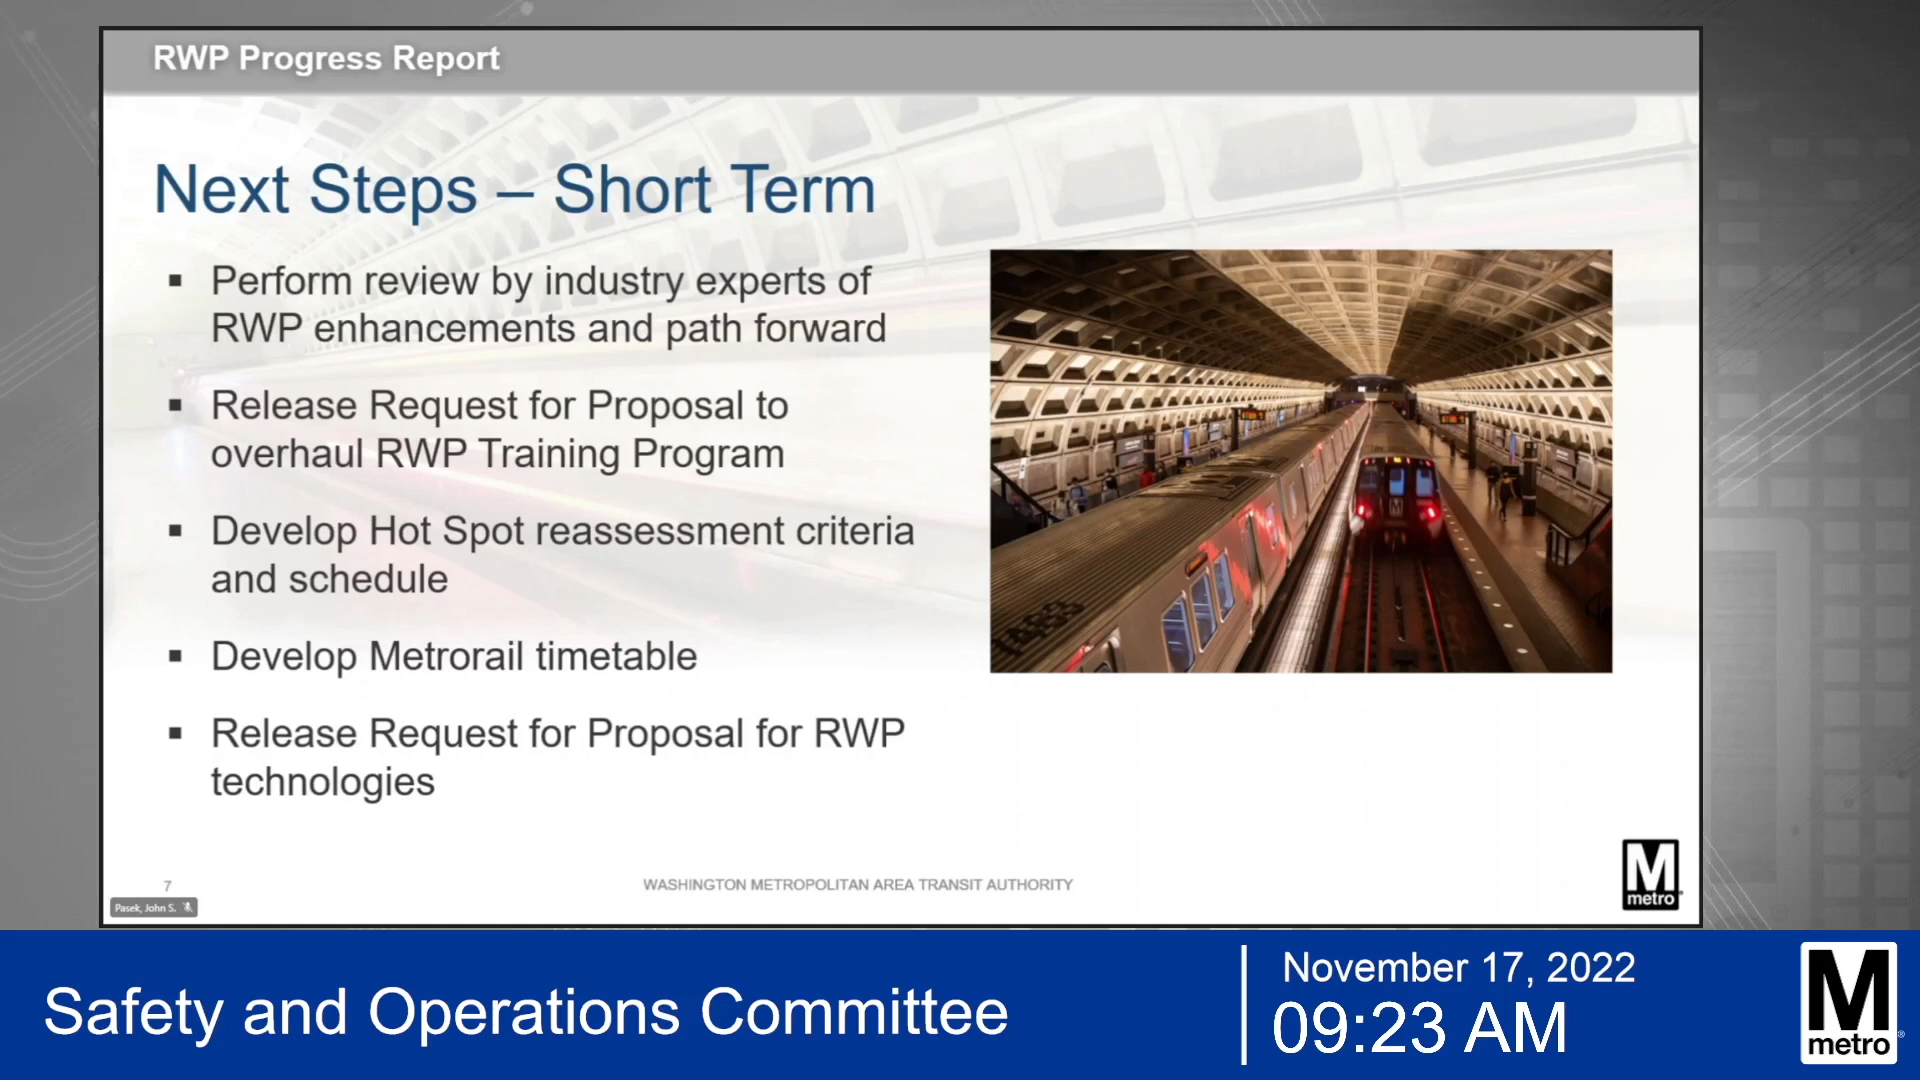 RWP Progress Report
Next Steps – Short Term
▪ Perform review by industry experts of
RWP enhancements and path forward
▪ Release Request for Proposal to
overhaul RWP Training Program
▪ Develop Hot Spot reassessment criteria
and schedule
▪ Develop Metrorail timetable
▪ Release Request for Proposal for RWP
technologies
7
WASHINGTON METROPOLITAN AREA TRANSIT AUTHORITY
M
metro
Pasek, John S.
Safety and Operations Committee
November 17, 2022
09:23 AM
M
metro®